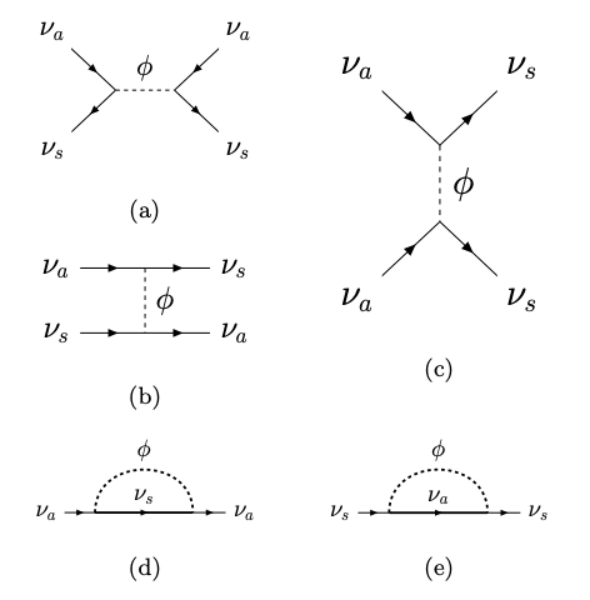 ν_a ν_a
ϕ
ν_s ν_s
(a)
ν_a ν_s
ϕ
ν_s ν_a
(b)
ν_a ν_s
ϕ
ν_a ν_s
(c)
ϕ
ν_a ν_s ν_a
(d)
ϕ
ν_s ν_a ν_s
(e)